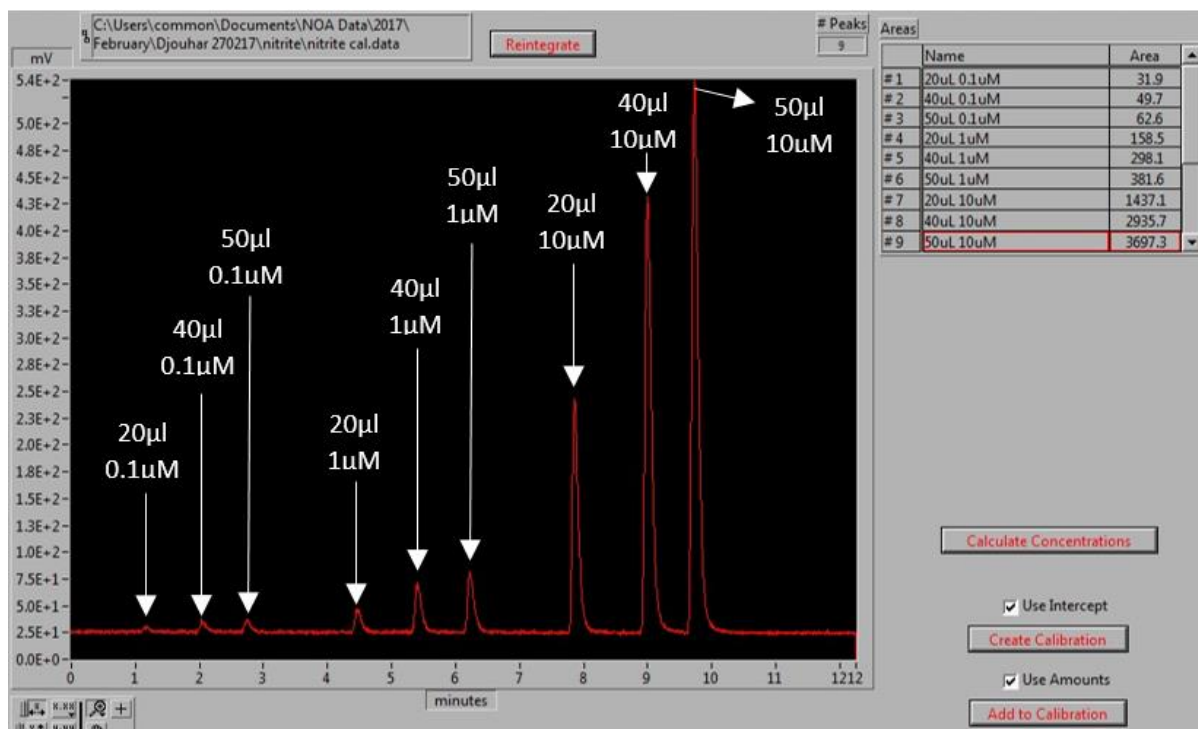 C:\Users\common\Documents\NOA Data\2017\
February\Djouhar 270217\nitrite\nitrite cal.data
Reintegrate
# Peaks
9
Areas
Name Area
#1 20uL 0.1uM 31.9
#2 40uL 0.1uM 49.7
#3 50uL 0.1uM 62.6
#4 20uL 1uM 158.5
#5 40uL 1uM 298.1
#6 50uL 1uM 381.6
#7 20uL 10uM 1437.1
#8 40uL 10uM 2935.7
#9 50uL 10uM 3697.3
mV
5.4E+2
5.0E+2
4.8E+2
4.5E+2
4.3E+2
4.0E+2
3.8E+2
3.5E+2
3.3E+2
3.0E+2
2.8E+2
2.5E+2
2.3E+2
2.0E+2
1.8E+2
1.5E+2
1.3E+2
1.0E+2
7.5E+1
5.0E+1
2.5E+1
0.0E+0
20µl
0.1µM
40µl
0.1µM
50µl
0.1µM
20µl
1µM
40µl
1µM
50µl
1µM
20µl
10µM
40µl
10µM
50µl
10µM
0 1 2 3 4 5 6 7 8 9 10 11 1212
minutes
Calculate Concentrations
Use Intercept
Create Calibration
Use Amounts
Add to Calibration